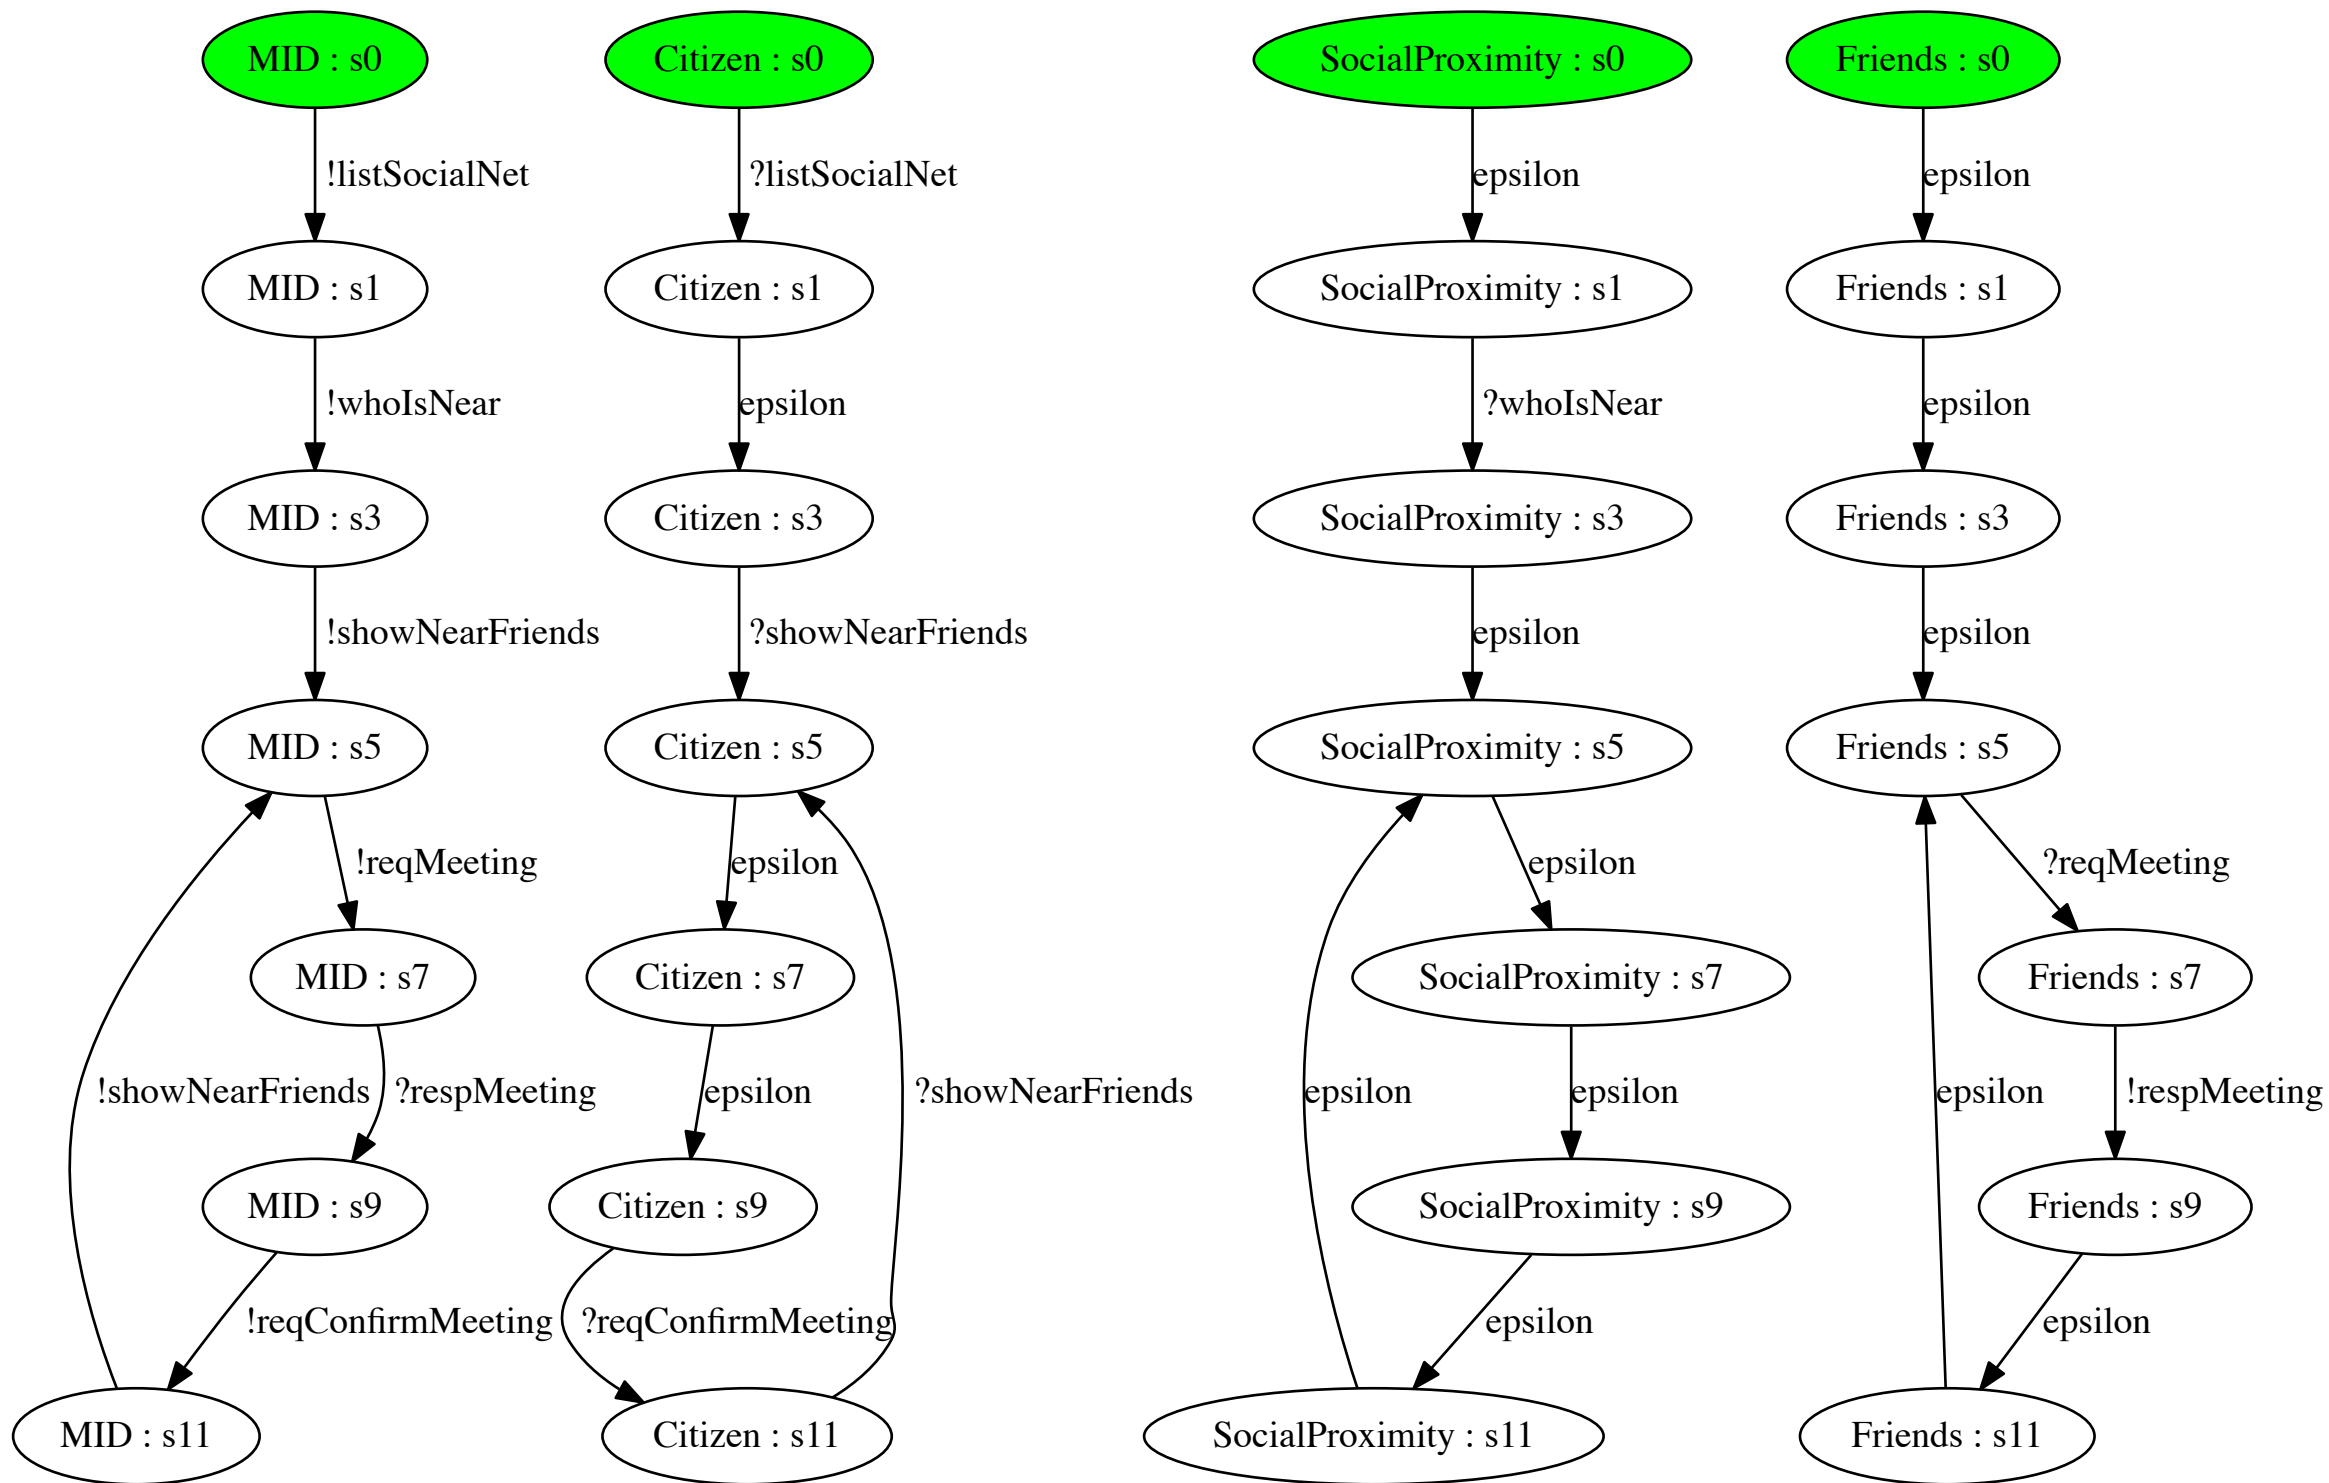 MID : s0 Citizen : s0 SocialProximity : s0 Friends : s0
!listSocialNet ?listSocialNet epsilon epsilon
MID : s1 Citizen : s1 SocialProximity : s1 Friends : s1
!whoIsNear epsilon ?whoIsNear epsilon
MID : s3 Citizen : s3 SocialProximity : s3 Friends : s3
!showNearFriends ?showNearFriends epsilon epsilon
MID : s5 Citizen : s5 SocialProximity : s5 Friends : s5
!reqMeeting epsilon epsilon ?reqMeeting
MID : s7 Citizen : s7 SocialProximity : s7 Friends : s7
!showNearFriends ?respMeeting epsilon ?showNearFriends epsilon epsilon epsilon !respMeeting
MID : s9 Citizen : s9 SocialProximity : s9 Friends : s9
!reqConfirmMeeting ?reqConfirmMeeting epsilon epsilon
MID : s11 Citizen : s11 SocialProximity : s11 Friends : s11